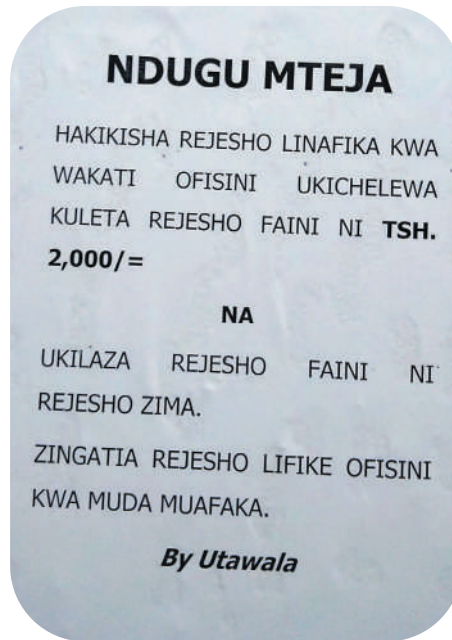 NDUGU MTEJA
HAKIKISHA REJESHO LINAFIKA KWA
WAKATI OFISINI UKICHELEWA
KULETA REJESHO FAINI NI TSH.
2,000/=
NA
UKILAZA REJESHO FAINI NI
REJESHO ZIMA.
ZINGATIA REJESHO LIFIKE OFISINI
KWA MUDA MUAFAKA.
By Utawala